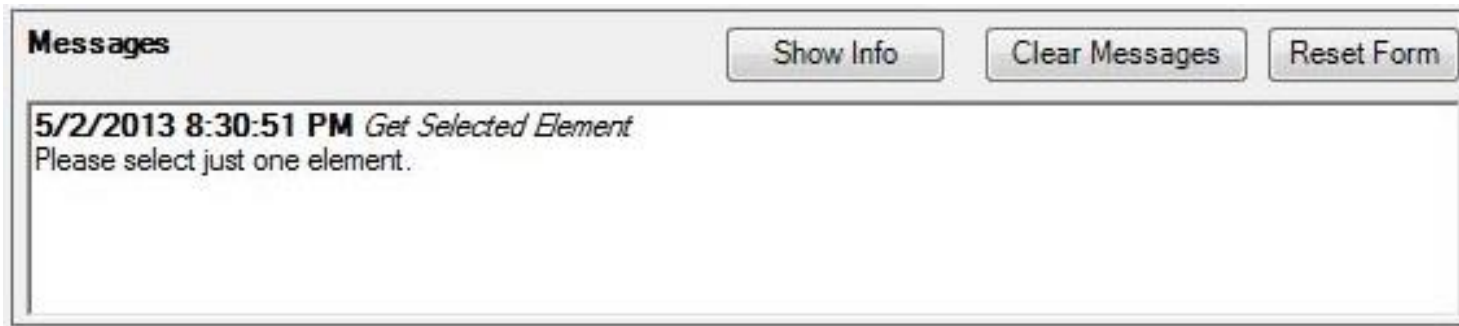 Messages
Show Info
Clear Messages
Reset Form
5/2/2013 8:30:51 PM Get Selected Element
Please select just one element.